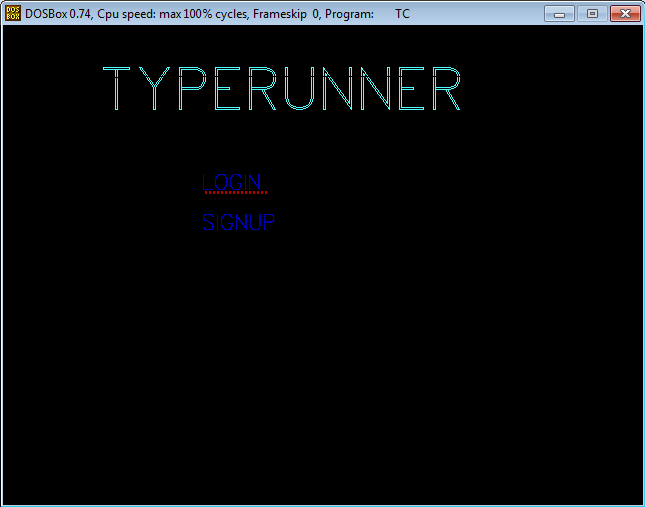 DOSBox 0.74, Cpu speed: max 100% cycles, Frameskip 0, Program: TC
TYPERUNNER
LOGIN
SIGNUP